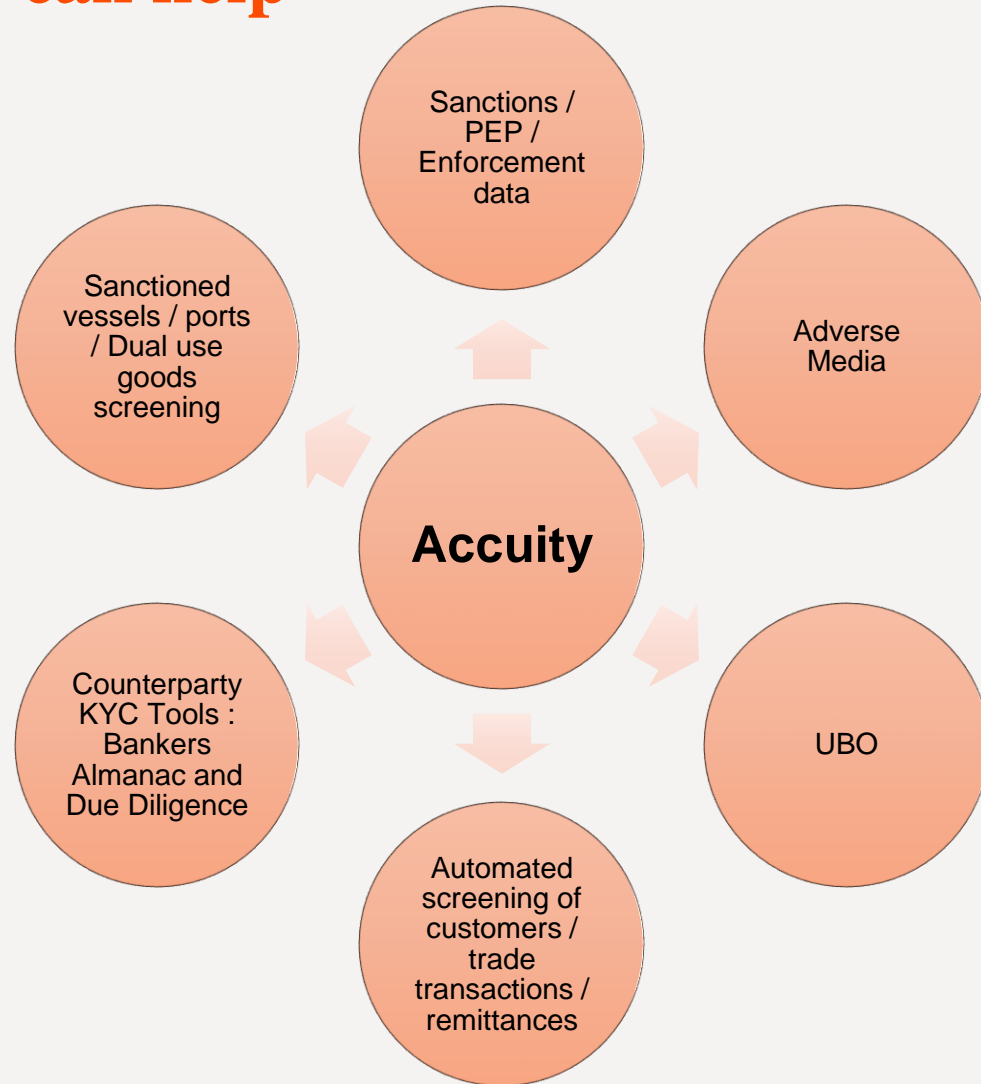 can help
Sanctions /
PEP /
Enforcement
data
Sanctioned
vessels / ports
/ Dual use
goods
screening
Adverse
Media
Accuity
Counterparty
KYC Tools :
Bankers
Almanac and
Due Diligence
UBO
Automated
screening of
customers /
trade
transactions /
remittances